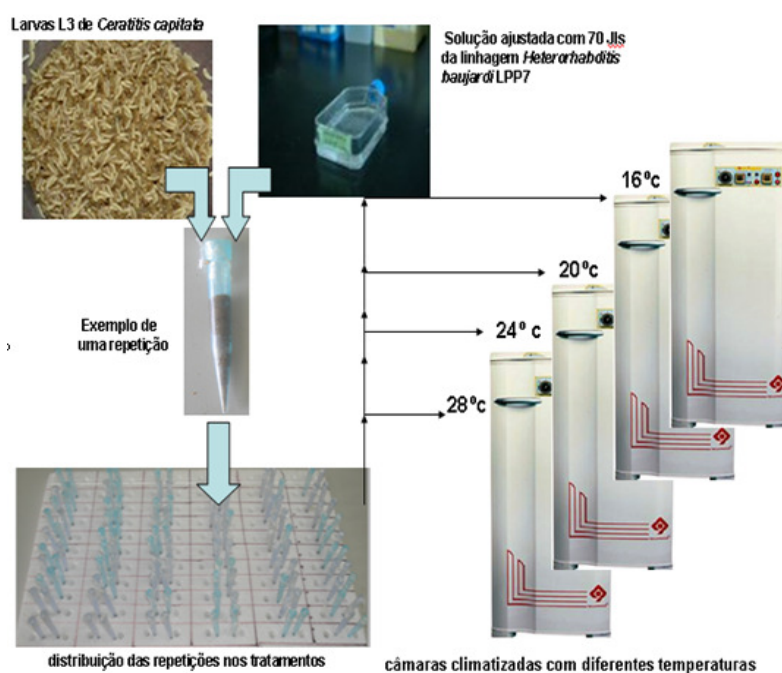 Larvas L3 de Ceratitis capitata
Solução ajustada com 70 JIs
da linhagem Heterorhabditis
baujardi LPP7
16ºc
20ºc
24º c
28ºc
Exemplo de
uma repetição
distribuição das repetições nos tratamentos
câmaras climatizadas com diferentes temperaturas